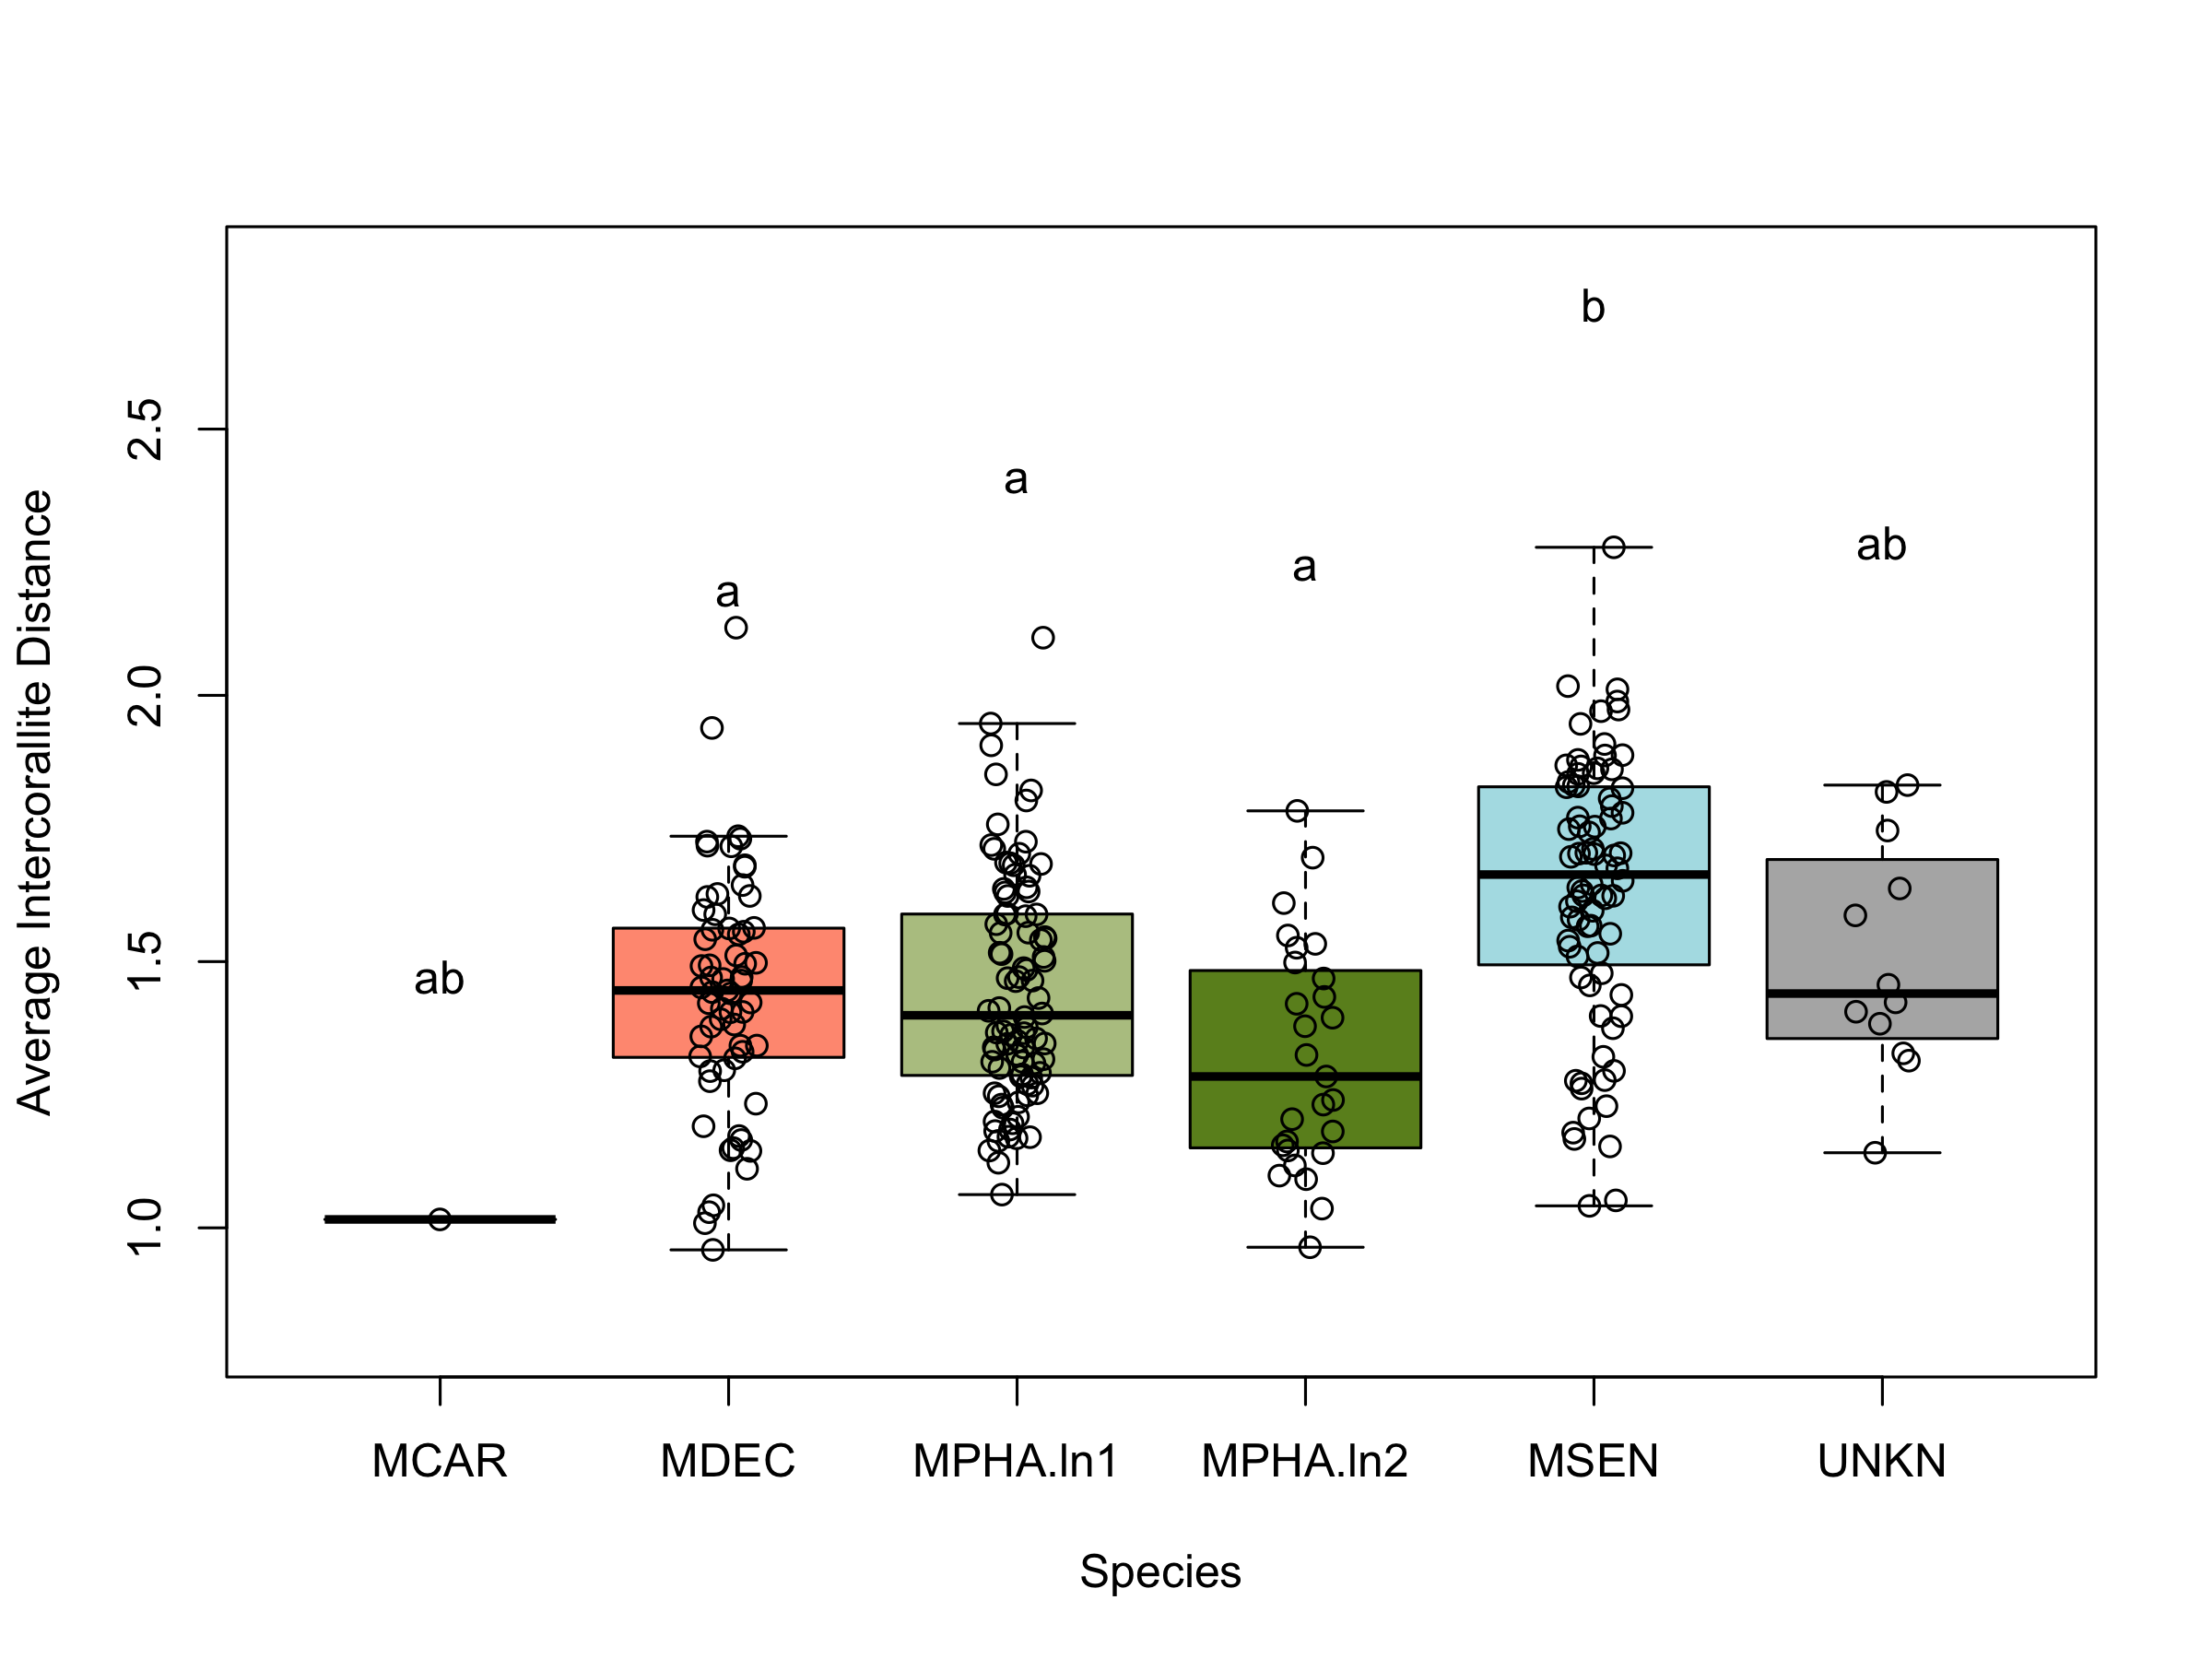 b
2.5
a
ab
a
a
2.0
Average Intercorallite Distance
1.5
ab
1.0
MCAR MDEC MPHA.ln1 MPHA.ln2 MSEN UNKN
Species